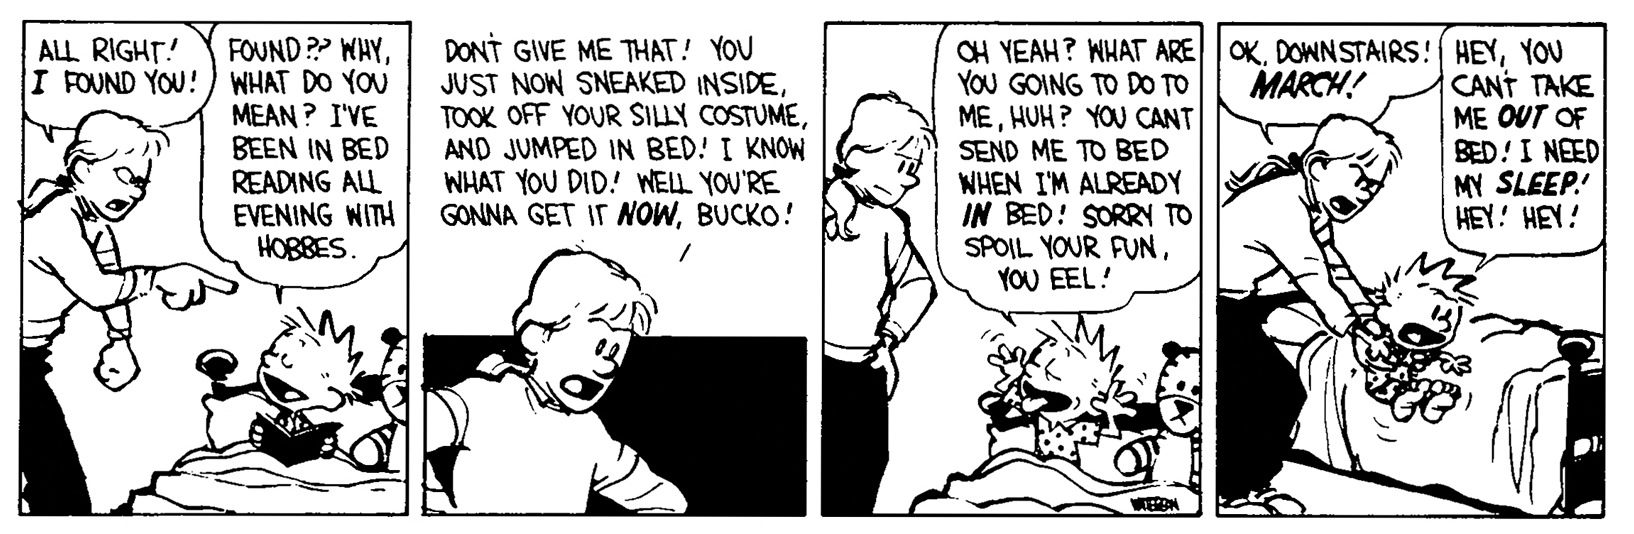 ALL RIGHT!
I FOUND YOU!
FOUND?? WHY,
WHAT DO YOU
MEAN? I'VE
BEEN IN BED
READING ALL
EVENING WITH
HOBBES.
DON'T GIVE ME THAT! YOU
JUST NOW SNEAKED INSIDE,
TOOK OFF YOUR SILLY COSTUME,
AND JUMPED IN BED! I KNOW
WHAT YOU DID! WELL YOU'RE
GONNA GET IT NOW, BUCKO!
OH YEAH? WHAT ARE
YOU GOING TO DO TO
ME, HUH? YOU CAN'T
SEND ME TO BED
WHEN I'M ALREADY
IN BED! SORRY TO
SPOIL YOUR FUN,
YOU EEL!
WATTERSON
OK, DOWNSTAIRS!
MARCH!
HEY, YOU
CAN'T TAKE
ME OUT OF
BED! I NEED
MY SLEEP!
HEY! HEY!